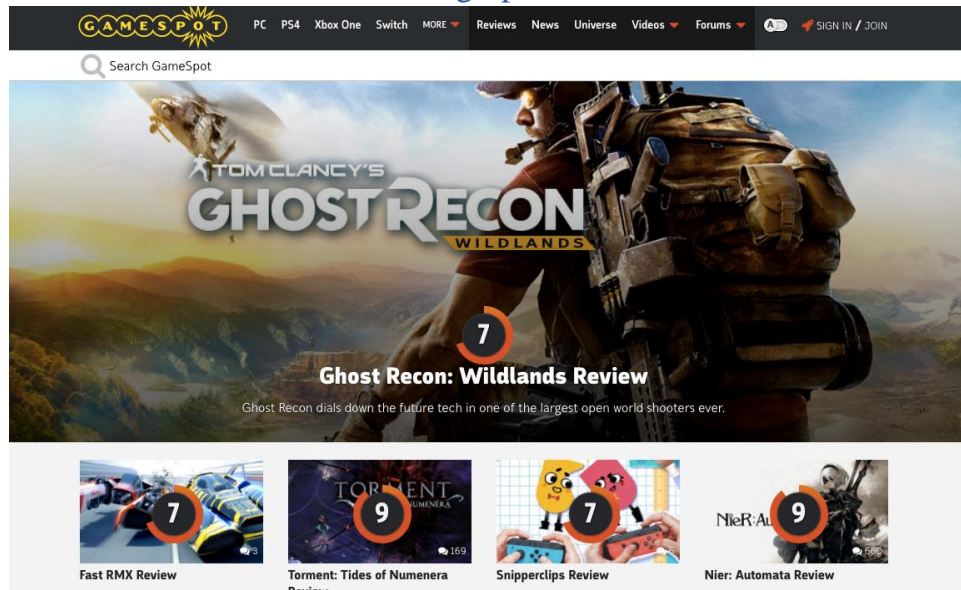 GAMESPOT
PC PS4 Xbox One Switch MORE Reviews News Universe Videos Forums A SIGN IN / JOIN
Search GameSpot
TOM CLANCY'S
GHOST RECON
WILDLANDS
7
Ghost Recon: Wildlands Review
Ghost Recon dials down the future tech in one of the largest open world shooters ever.
TORMENT
NUMENERA
NieR:Au
7 9 7 9
3 169 6 660
Fast RMX Review Torment: Tides of Numenera Snipperclips Review Nier: Automata Review
Review